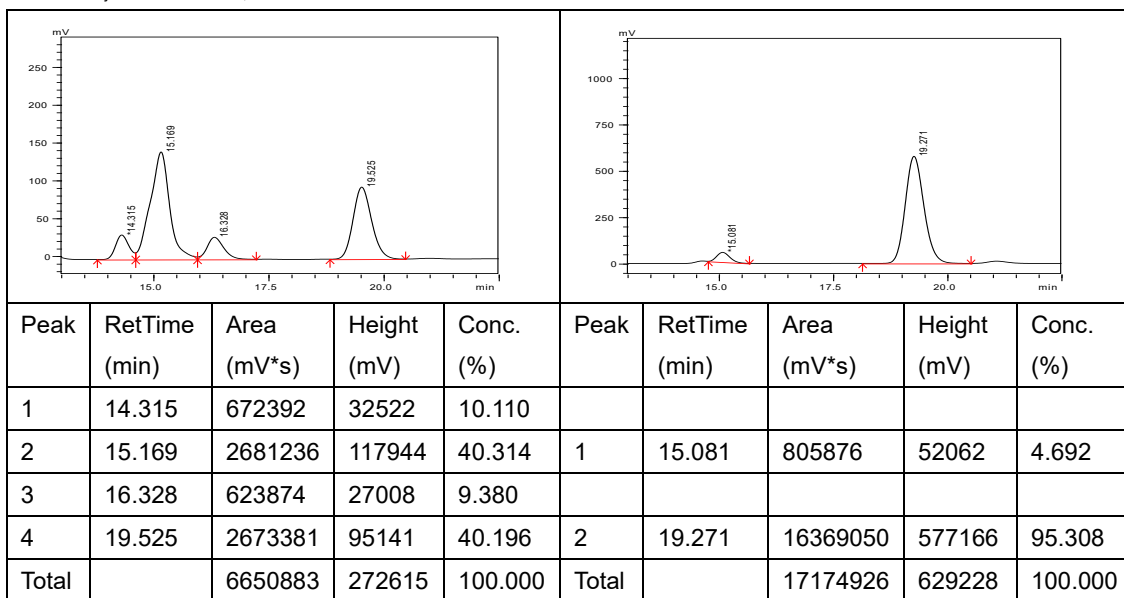 mV
250
200
150
100
50
0
*14.315
15.169
16.328
19.525
15.0 17.5 20.0 min
mV
1000
750
500
250
0
*15.081
19.271
15.0 17.5 20.0 min
Peak RetTime (min) Area (mV*s) Height (mV) Conc. (%) Peak RetTime (min) Area (mV*s) Height (mV) Conc. (%)
1 14.315 672392 32522 10.110
2 15.169 2681236 117944 40.314 1 15.081 805876 52062 4.692
3 16.328 623874 27008 9.380
4 19.525 2673381 95141 40.196 2 19.271 16369050 577166 95.308
Total 6650883 272615 100.000 Total 17174926 629228 100.000